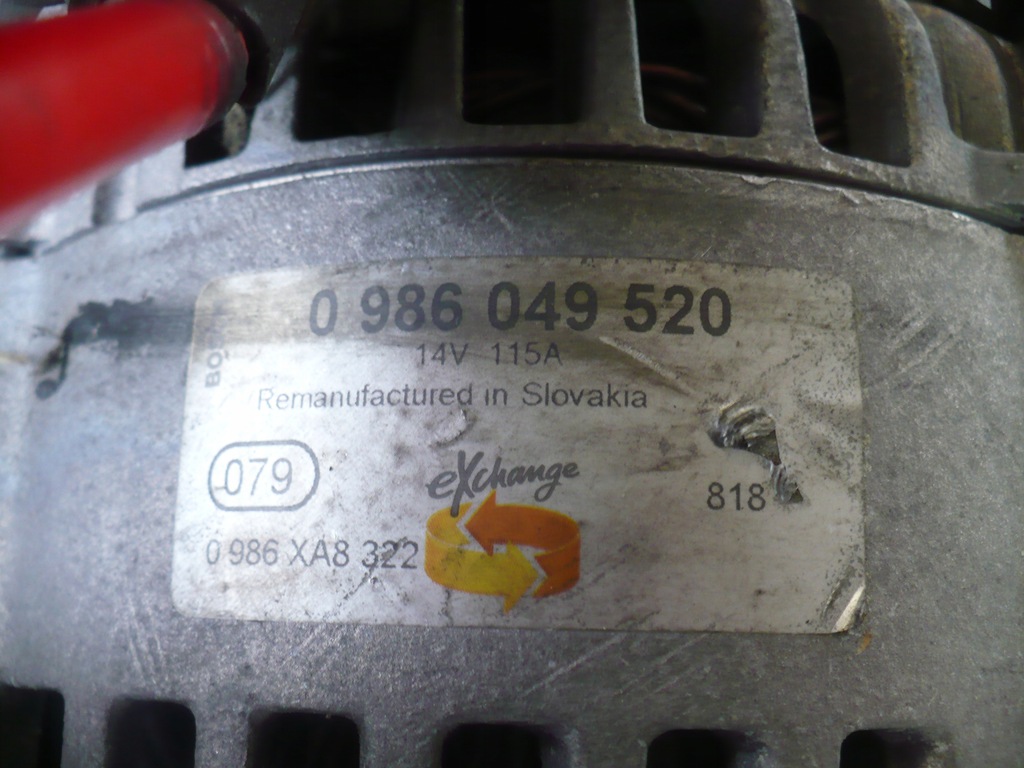 0 986 049 520
14V 115A
Remanufactured in Slovakia
079
eXchange
818
0 986 XA8 322